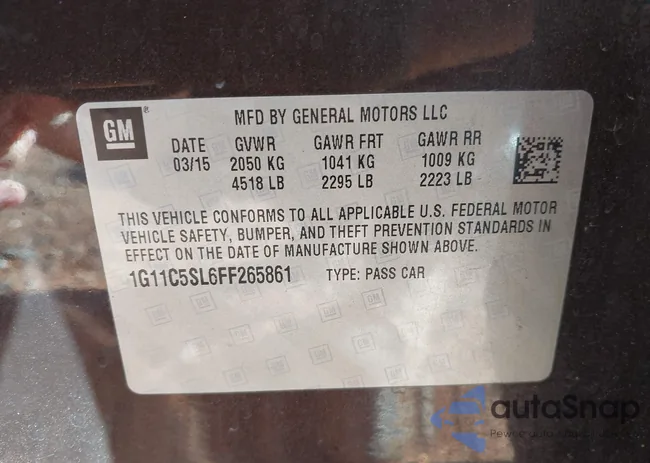 GM
MFD BY GENERAL MOTORS LLC
DATE GVWR GAWR FRT GAWR RR
03/15 2050 KG 1041 KG 1009 KG
4518 LB 2295 LB 2223 LB
THIS VEHICLE CONFORMS TO ALL APPLICABLE U.S. FEDERAL MOTOR
VEHICLE SAFETY, BUMPER, AND THEFT PREVENTION STANDARDS IN
EFFECT ON THE DATE OF MANUFACTURE SHOWN ABOVE.
1G11C5SL6FF265861 TYPE: PASS CAR
autoSnap